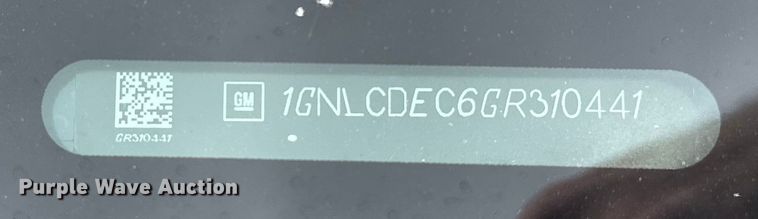 GM 1GNLCDEC6GR310441
GR310441
Purple Wave Auction